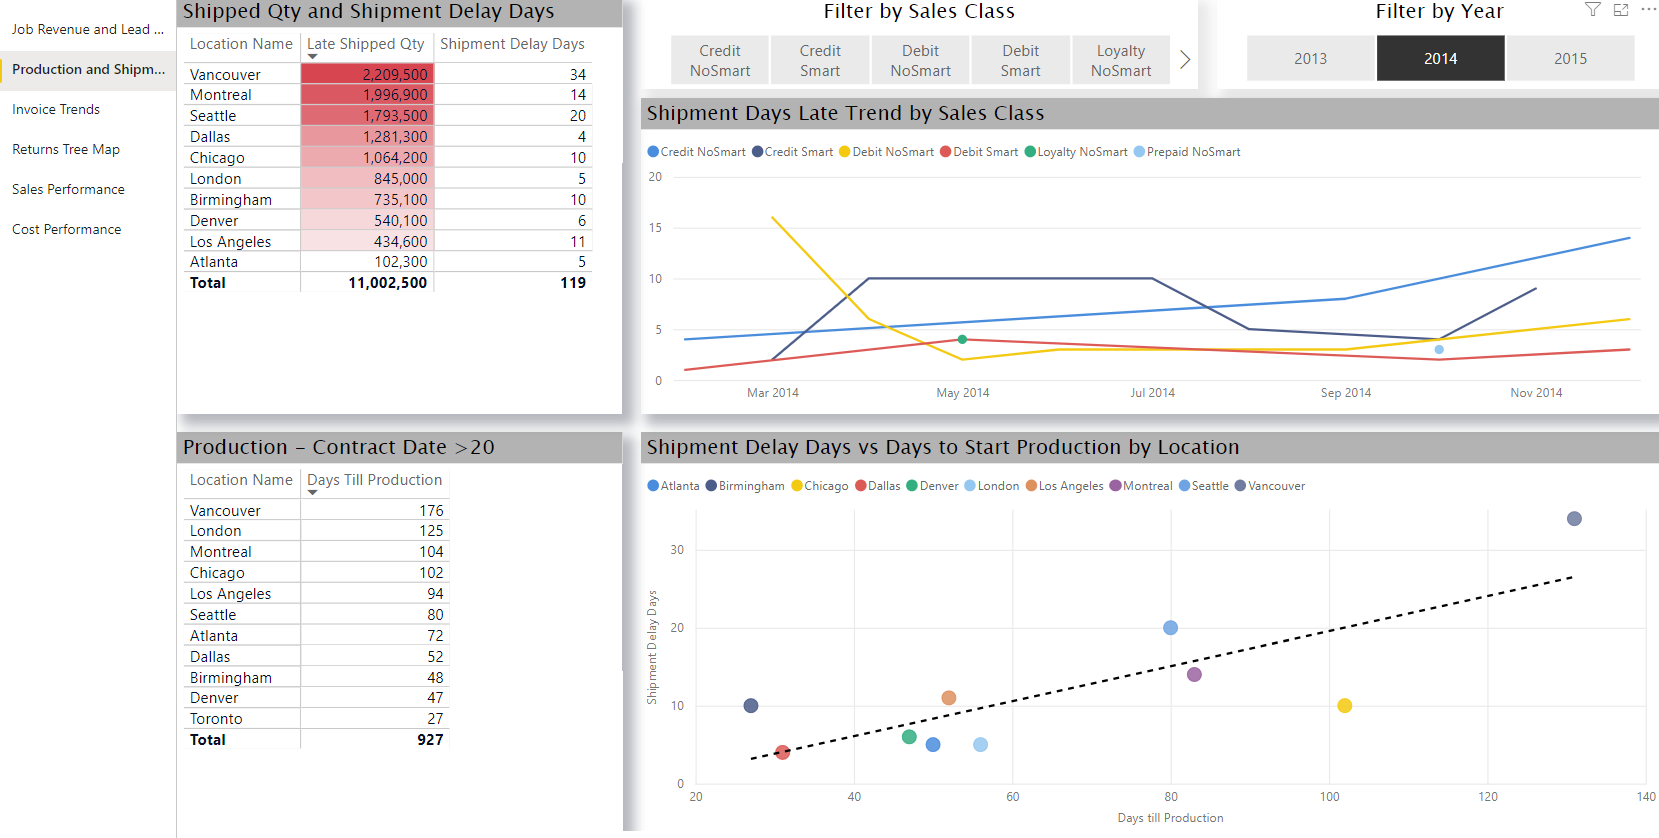 Job Revenue and Lead ...
Production and Shipm...
Invoice Trends
Returns Tree Map
Sales Performance
Cost Performance
Shipped Qty and Shipment Delay Days
Location Name Late Shipped Qty Shipment Delay Days
Vancouver 2,209,500 34
Montreal 1,996,900 14
Seattle 1,793,500 20
Dallas 1,281,300 4
Chicago 1,064,200 10
London 845,000 5
Birmingham 735,100 10
Denver 540,100 6
Los Angeles 434,600 11
Atlanta 102,300 5
Total 11,002,500 119
Filter by Sales Class
Credit NoSmart
Credit Smart
Debit NoSmart
Debit Smart
Loyalty NoSmart
Filter by Year
2013 2014 2015
Shipment Days Late Trend by Sales Class
Credit NoSmart Credit Smart Debit NoSmart Debit Smart Loyalty NoSmart Prepaid NoSmart
20
15
10
5
0
Mar 2014 May 2014 Jul 2014 Sep 2014 Nov 2014
Production - Contract Date >20
Location Name Days Till Production
Vancouver 176
London 125
Montreal 104
Chicago 102
Los Angeles 94
Seattle 80
Atlanta 72
Dallas 52
Birmingham 48
Denver 47
Toronto 27
Total 927
Shipment Delay Days vs Days to Start Production by Location
Atlanta Birmingham Chicago Dallas Denver London Los Angeles Montreal Seattle Vancouver
Shipment Delay Days
30
20
10
0
20 40 60 80 100 120 140
Days till Production